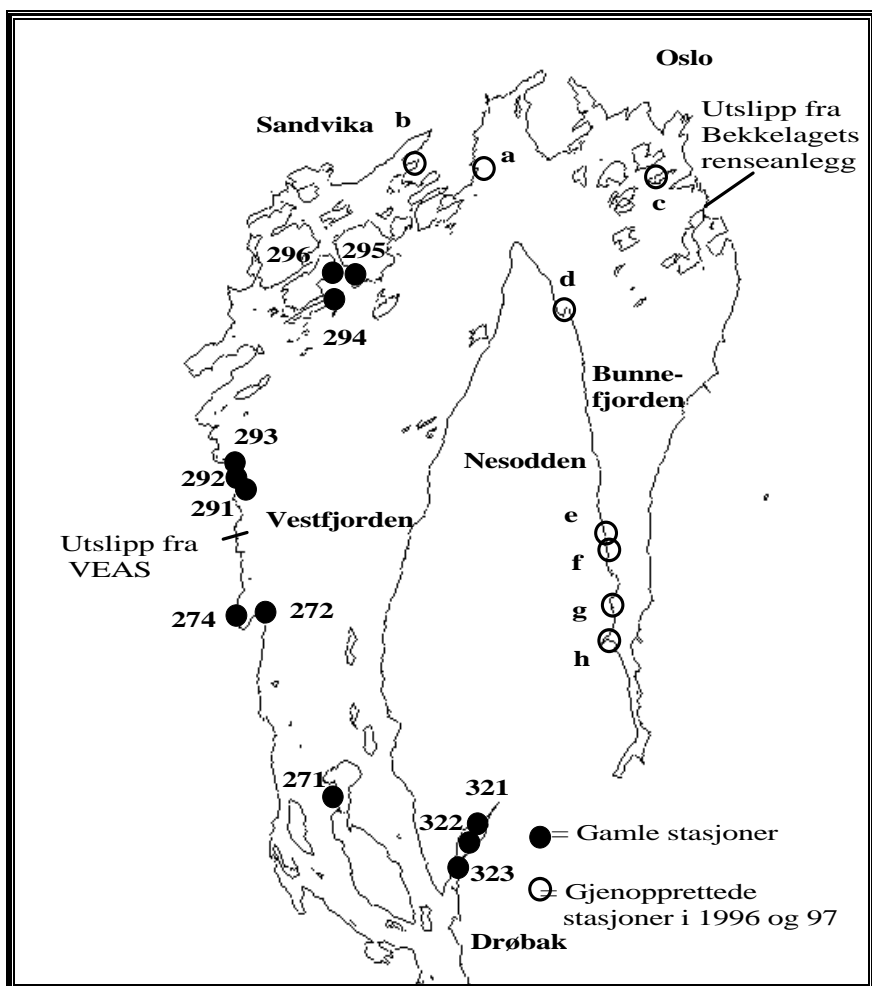 Oslo
Utslipp fra
Bekkelagets
renseanlegg
Sandvika
b
a
c
296
295
294
d
Bunne-
fjorden
293
292
291
Nesodden
Vestfjorden
e
f
Utslipp fra
VEAS
274
272
g
h
271
321
322
323
= Gamle stasjoner
= Gjenopprettede
stasjoner i 1996 og 97
Drøbak